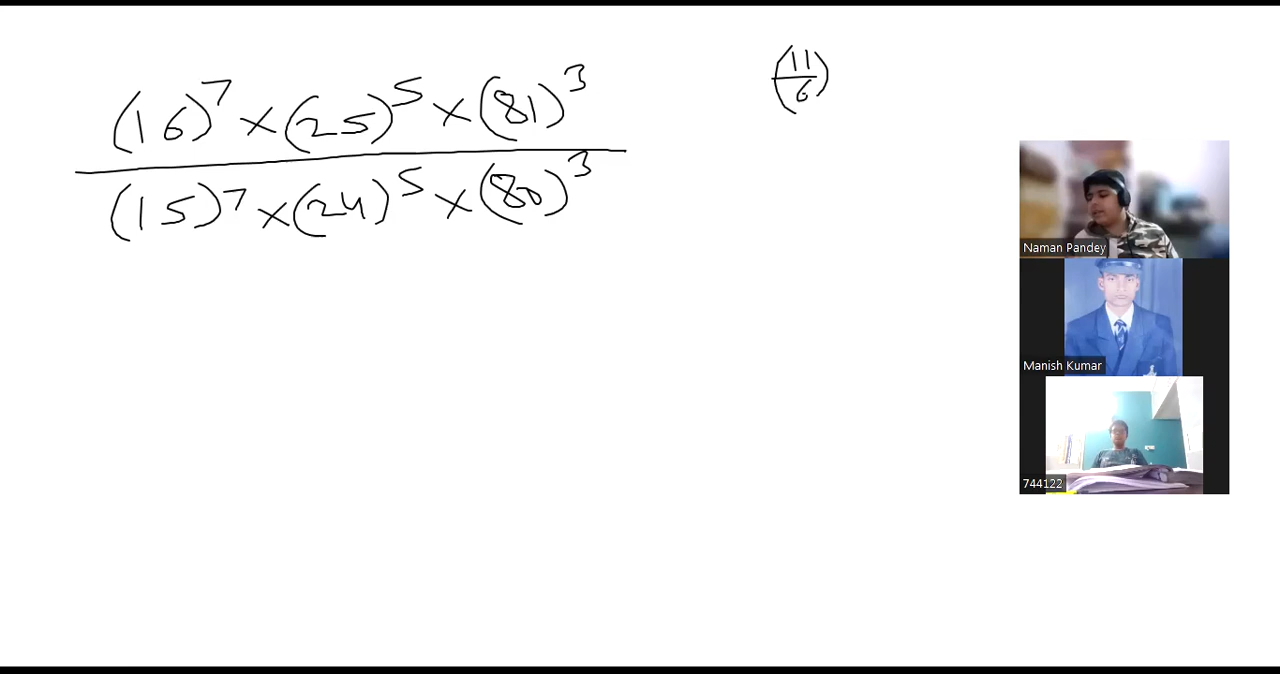 (16)^7 × (25)^5 × (81)^3
(15)^7 × (24)^5 × (80)^3
(11/6)
Naman Pandey
Manish Kumar
744122